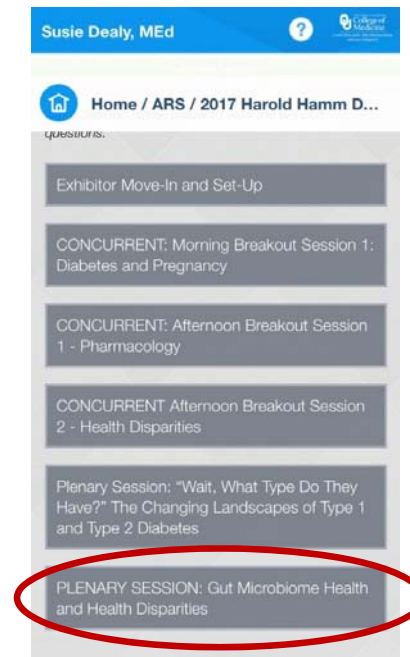 Susie Dealy, MEd
?
College of
Medicine
Home / ARS / 2017 Harold Hamm D...
questions.
Exhibitor Move-In and Set-Up
CONCURRENT: Morning Breakout Session 1:
Diabetes and Pregnancy
CONCURRENT: Afternoon Breakout Session
1 - Pharmacology
CONCURRENT Afternoon Breakout Session
2 - Health Disparities
Plenary Session: “Wait, What Type Do They
Have?” The Changing Landscapes of Type 1
and Type 2 Diabetes
PLENARY SESSION: Gut Microbiome Health
and Health Disparities